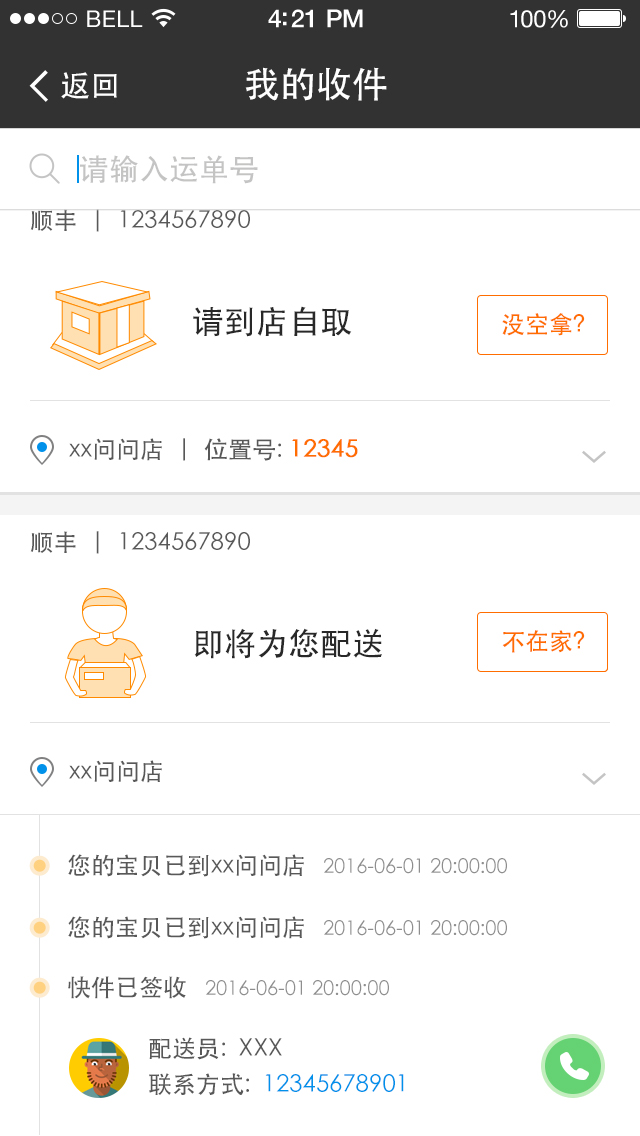 BELL 4:21 PM 100%
返回 我的收件
请输入运单号
顺丰 | 1234567890
请到店自取 没空拿?
xx问问店 | 位置号: 12345
顺丰 | 1234567890
即将为您配送 不在家?
xx问问店
您的宝贝已到xx问问店 2016-06-01 20:00:00
您的宝贝已到xx问问店 2016-06-01 20:00:00
快件已签收 2016-06-01 20:00:00
配送员: XXX
联系方式: 12345678901